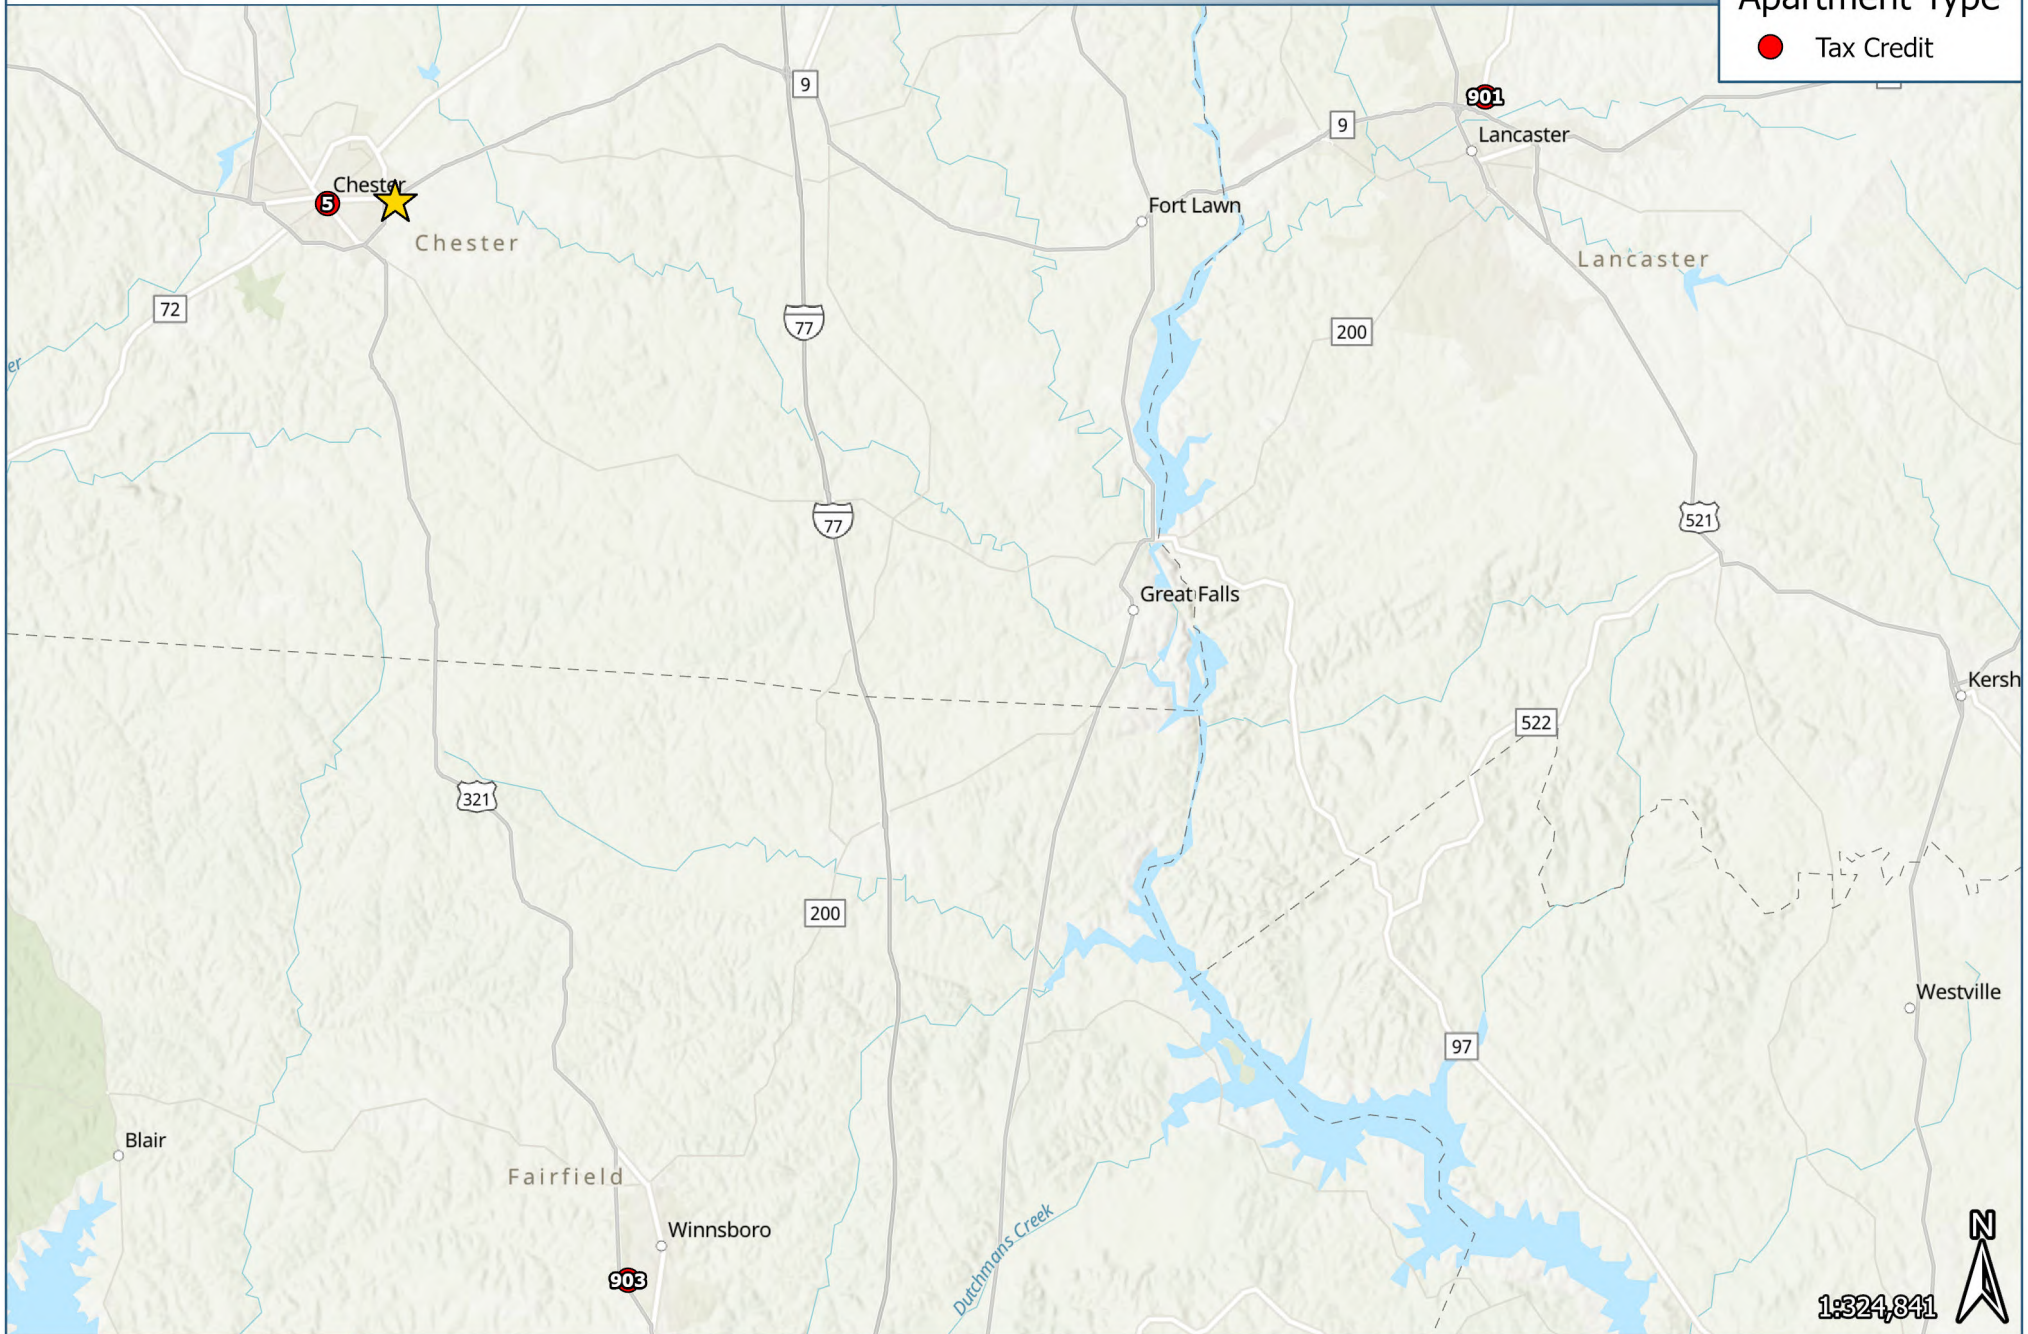 Apartment Type
Tax Credit
9
901
9
Lancaster
Chester
5
Fort Lawn
Chester
Lancaster
72
77
200
er
77
521
Great Falls
Kersh
522
321
200
Westville
97
Blair
Fairfield
Winnsboro
Dutchmans Creek
N
903
1:324,841